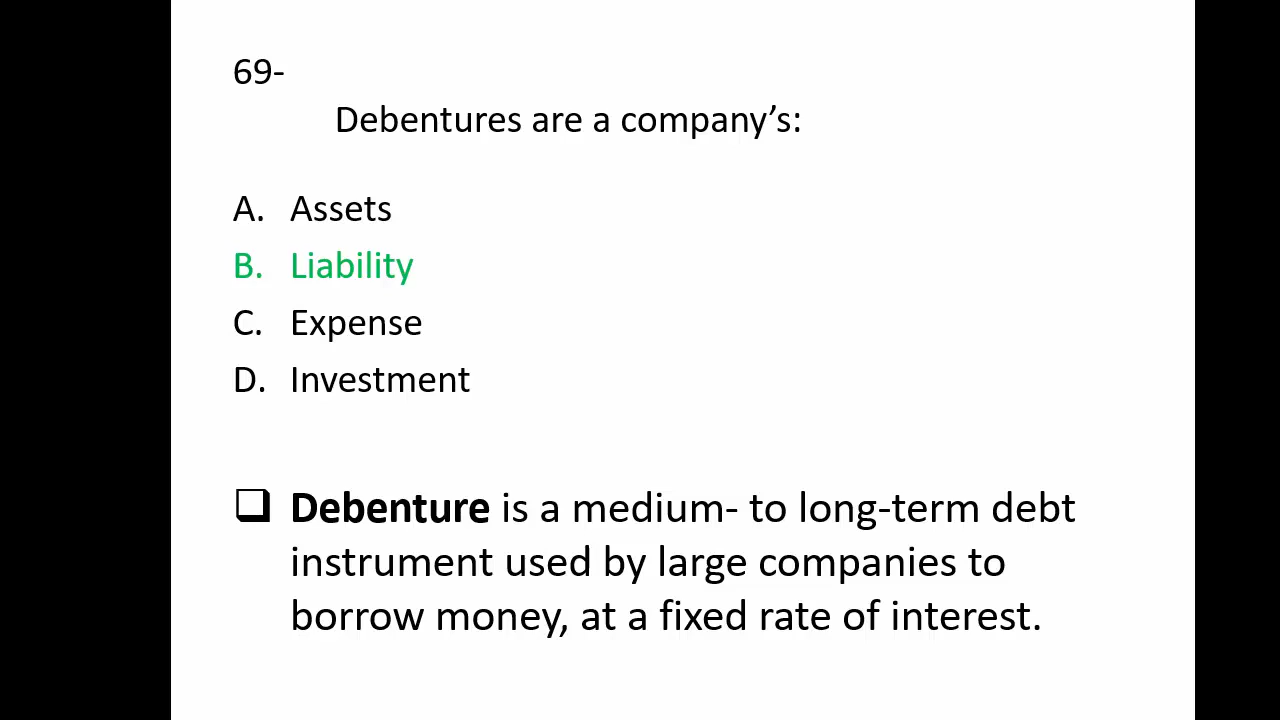 69-
Debentures are a company’s:
A. Assets
B. Liability
C. Expense
D. Investment
❑ Debenture is a medium- to long-term debt
instrument used by large companies to
borrow money, at a fixed rate of interest.